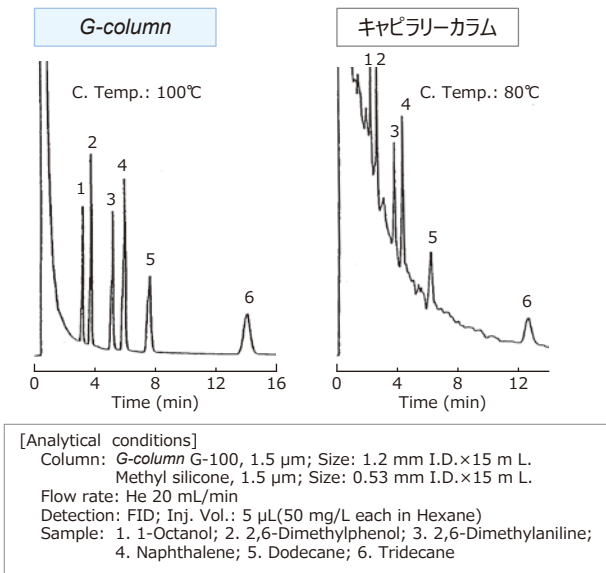 G-column
C. Temp.: 100℃
1
2
3
4
5
6
0 4 8 12 16
Time (min)
キャピラリーカラム
C. Temp.: 80℃
1 2
3
4
5
6
0 4 8 12
Time (min)
[Analytical conditions]
Column: G-column G-100, 1.5 μm; Size: 1.2 mm I.D.×15 m L.
Methyl silicone, 1.5 μm; Size: 0.53 mm I.D.×15 m L.
Flow rate: He 20 mL/min
Detection: FID; Inj. Vol.: 5 μL(50 mg/L each in Hexane)
Sample: 1. 1-Octanol; 2. 2,6-Dimethylphenol; 3. 2,6-Dimethylaniline;
4. Naphthalene; 5. Dodecane; 6. Tridecane